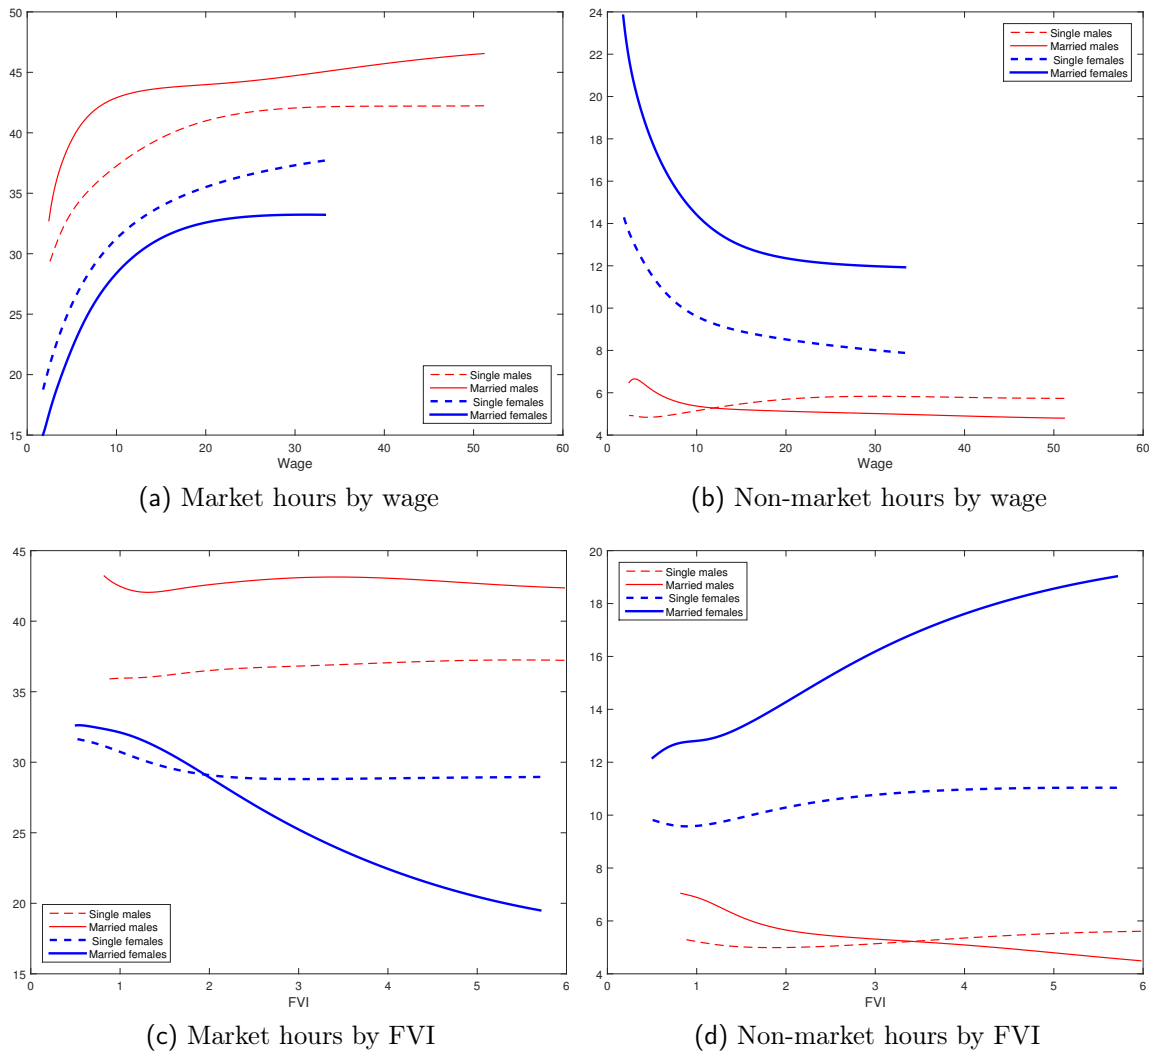 50
45
40
35
30
25
20
15
0 10 20 30 40 50 60
Wage
Single males
Married males
Single females
Married females
(a) Market hours by wage
24
22
20
18
16
14
12
10
8
6
4
0 10 20 30 40 50 60
Wage
Single males
Married males
Single females
Married females
(b) Non-market hours by wage
45
40
35
30
25
20
15
0 1 2 3 4 5 6
FVI
Single males
Married males
Single females
Married females
(c) Market hours by FVI
20
18
16
14
12
10
8
6
4
0 1 2 3 4 5 6
FVI
Single males
Married males
Single females
Married females
(d) Non-market hours by FVI